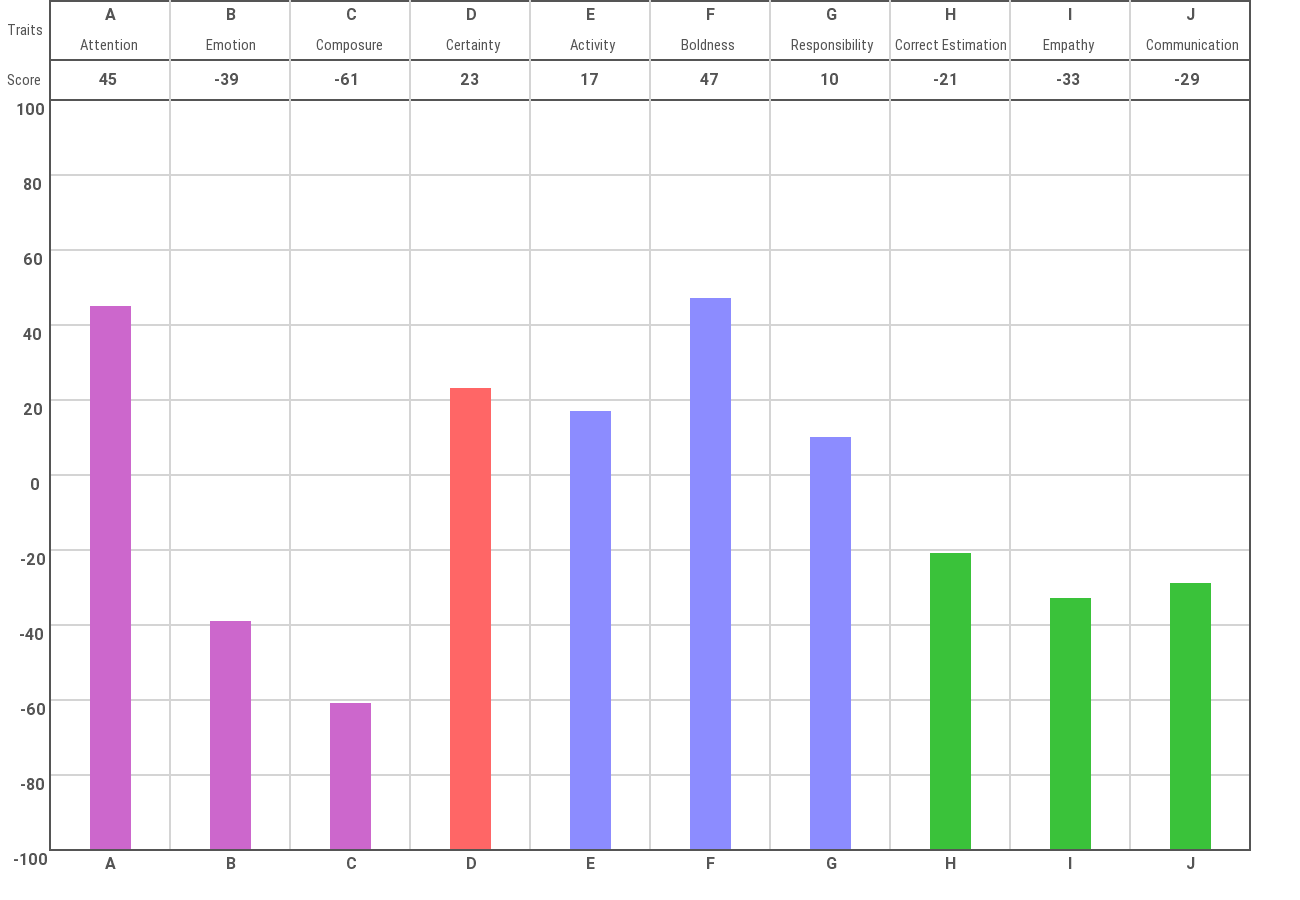 A B C D E F G H I J
Traits
Attention Emotion Composure Certainty Activity Boldness Responsibility Correct Estimation Empathy Communication
Score 45 -39 -61 23 17 47 10 -21 -33 -29
100
80
60
40
20
0
-20
-40
-60
-80
-100
A B C D E F G H I J